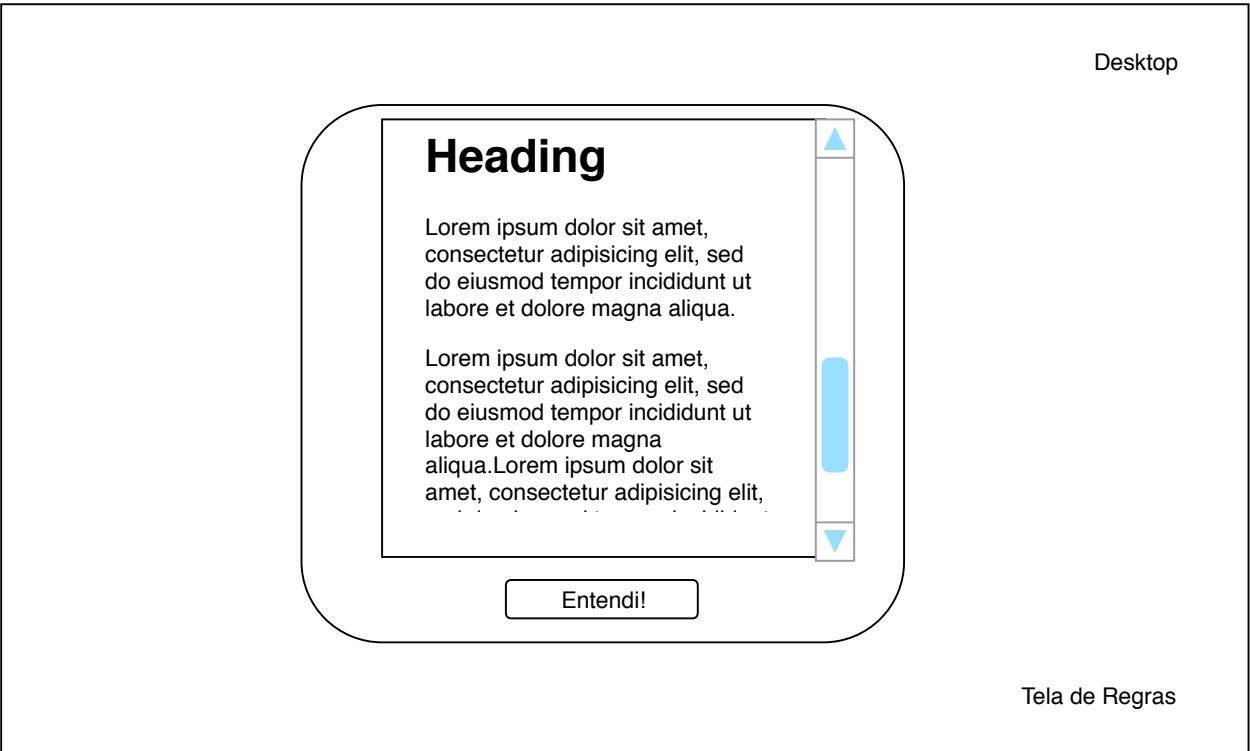 Desktop
Heading
Lorem ipsum dolor sit amet,
consectetur adipisicing elit, sed
do eiusmod tempor incididunt ut
labore et dolore magna aliqua.
Lorem ipsum dolor sit amet,
consectetur adipisicing elit, sed
do eiusmod tempor incididunt ut
labore et dolore magna
aliqua.Lorem ipsum dolor sit
amet, consectetur adipisicing elit,
Entendi!
Tela de Regras